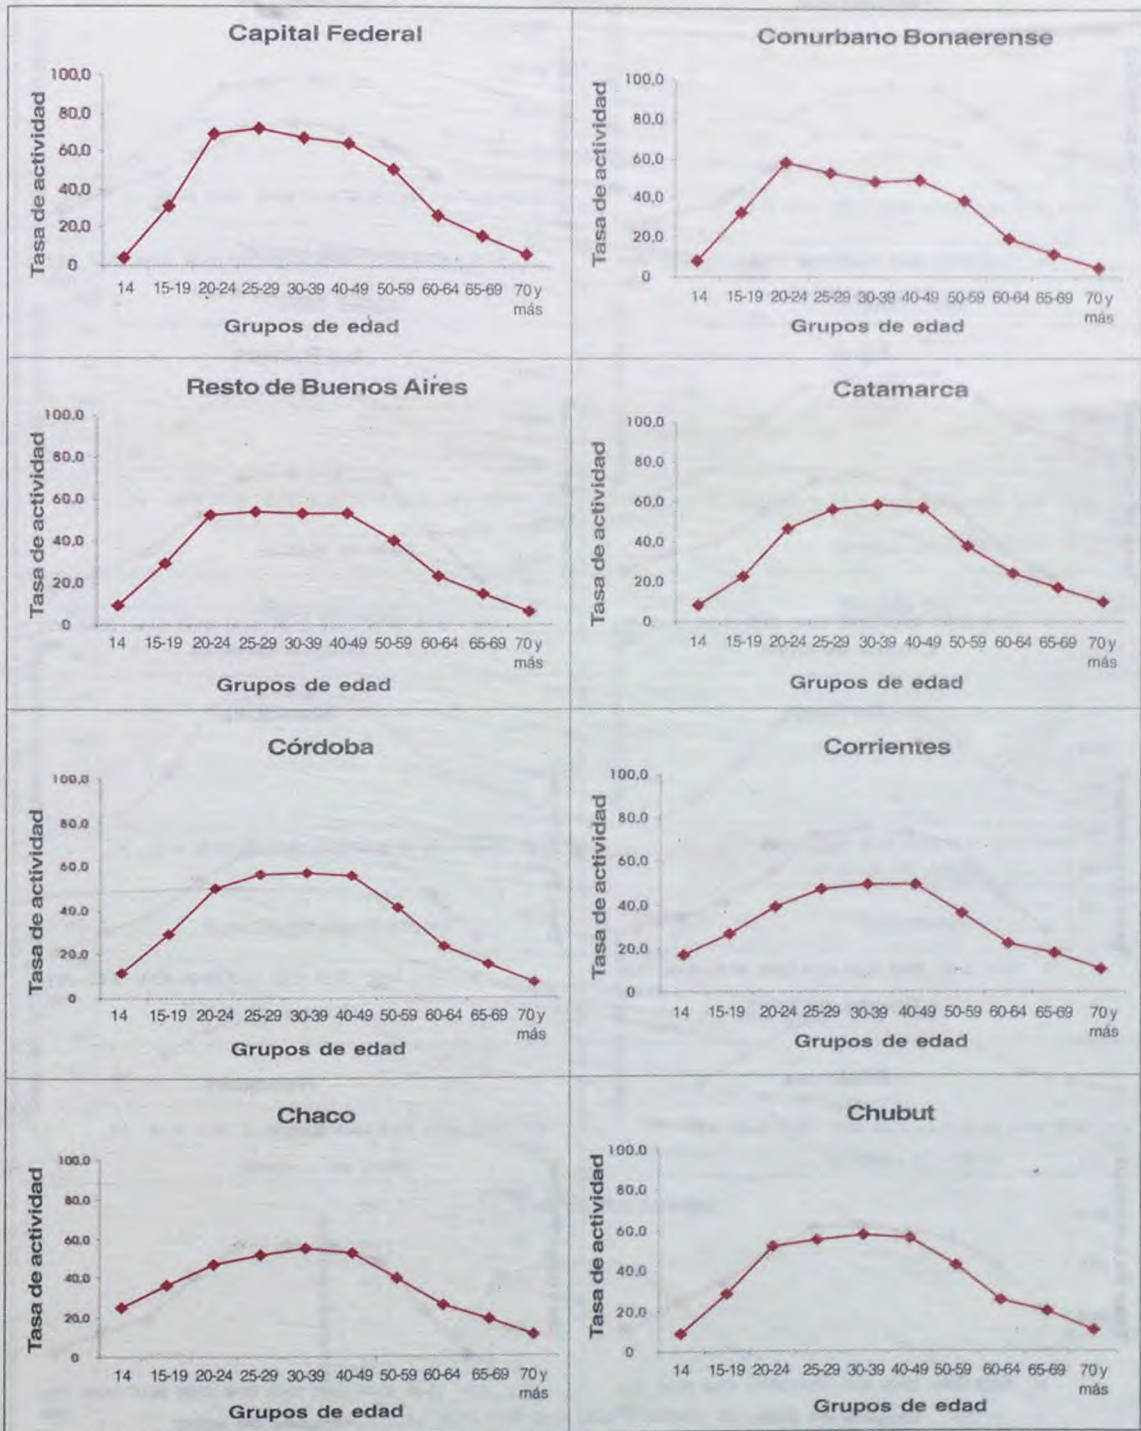 Capital Federal
Tasa de actividad
100,0
80.0
60.0
40.0
20.0
0
14 15-19 20-24 25-29 30-39 40-49 50-59 60-64 65-69 70 y más
Grupos de edad
Conurbano Bonaerense
Tasa de actividad
100,0
80.0
60.0
40.0
20.0
0
14 15-19 20-24 25-29 30-39 40-49 50-59 60-64 65-69 70 y más
Grupos de edad
Resto de Buenos Aires
Tasa de actividad
100.0
80.0
60.0
40.0
20.0
0
14 15-19 20-24 25-29 30-39 40-49 50-59 60-64 65-69 70 y más
Grupos de edad
Catamarca
Tasa de actividad
100.0
80.0
60.0
40.0
20.0
0
14 15-19 20-24 25-29 30-39 40-49 50-59 60-64 65-69 70 y más
Grupos de edad
Córdoba
Tasa de actividad
100.0
80.0
60.0
40.0
20.0
0
14 15-19 20-24 25-29 30-39 40-49 50-59 60-64 65-69 70 y más
Grupos de edad
Corrientes
Tasa de actividad
100.0
80.0
60.0
40.0
20.0
0
14 15-19 20-24 25-29 30-39 40-49 50-59 60-64 65-69 70 y más
Grupos de edad
Chaco
Tasa de actividad
100.0
80.0
60.0
40.0
20.0
0
14 15-19 20-24 25-29 30-39 40-49 50-59 60-64 65-69 70 y más
Grupos de edad
Chubut
Tasa de actividad
100.0
80.0
60.0
40.0
20.0
0
14 15-19 20-24 25-29 30-39 40-49 50-59 60-64 65-69 70 y más
Grupos de edad